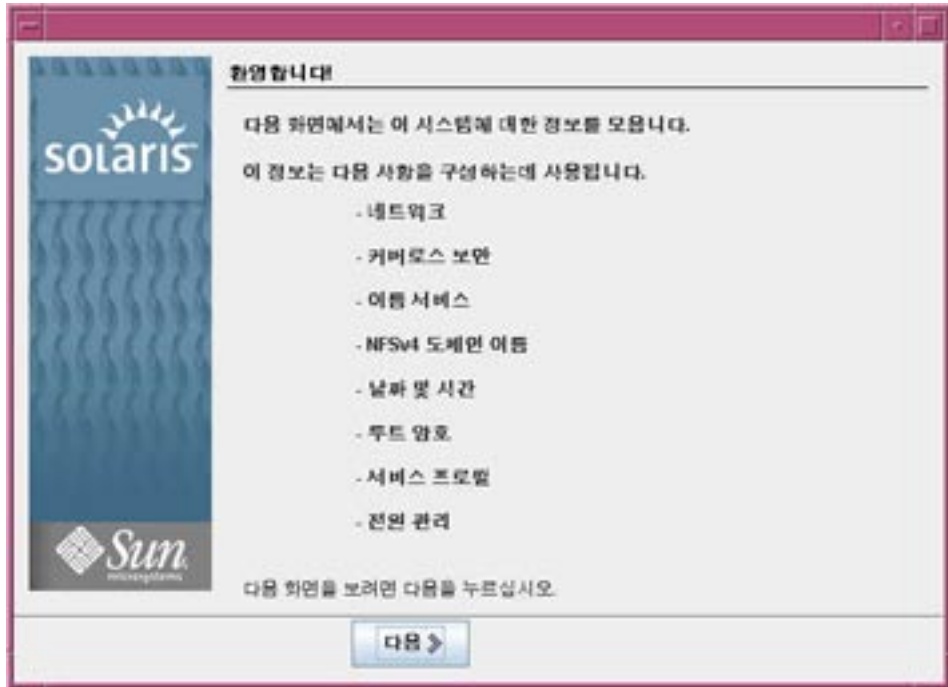 환영합니다!
solaris
다음 화면에서는 이 시스템에 대한 정보를 모읍니다.
이 정보는 다음 사항을 구성하는데 사용됩니다.
- 네트워크
- 커버로스 보안
- 이름 서비스
- NFSv4 도메인 이름
- 날짜 및 시간
- 루트 암호
- 서비스 프로필
- 전원 관리
Sun
microsystems
다음 화면을 보려면 다음을 누르십시오.
다음